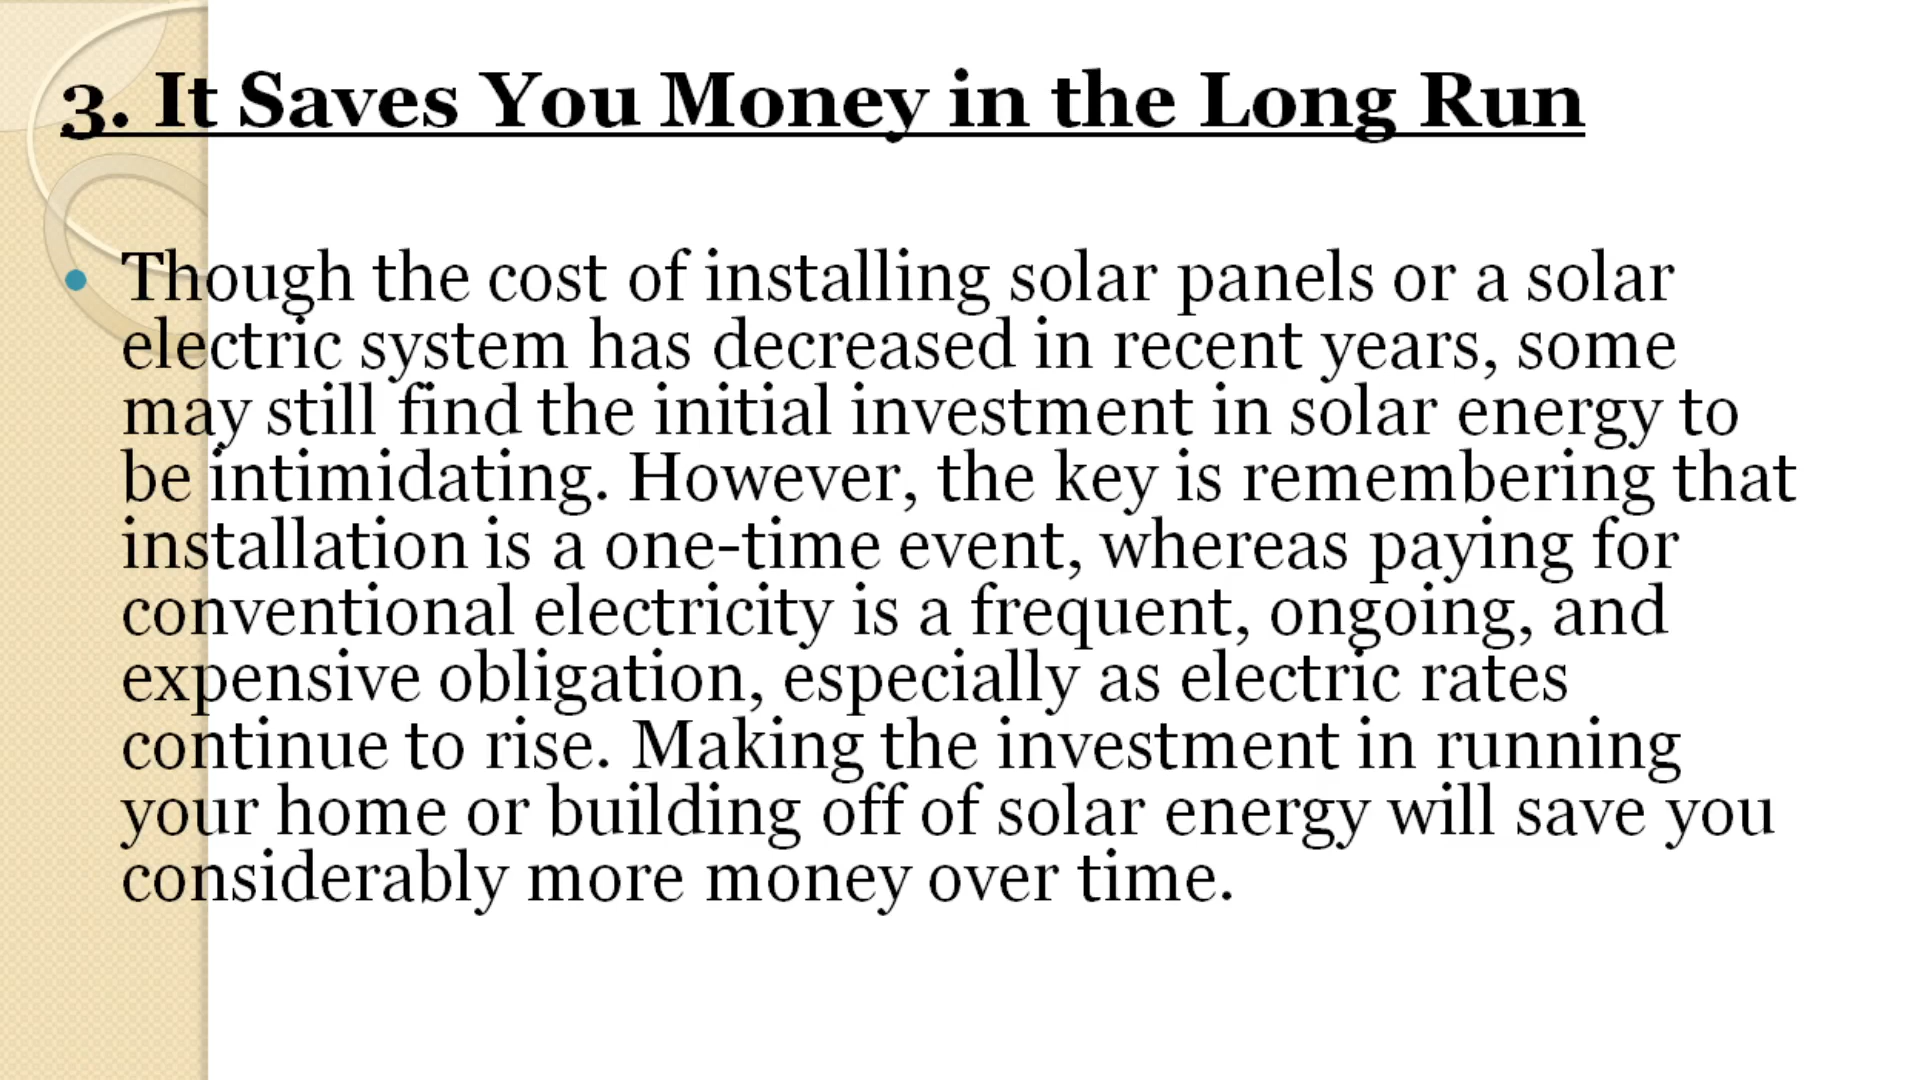 3. It Saves You Money in the Long Run
• Though the cost of installing solar panels or a solar
electric system has decreased in recent years, some
may still find the initial investment in solar energy to
be intimidating. However, the key is remembering that
installation is a one-time event, whereas paying for
conventional electricity is a frequent, ongoing, and
expensive obligation, especially as electric rates
continue to rise. Making the investment in running
your home or building off of solar energy will save you
considerably more money over time.